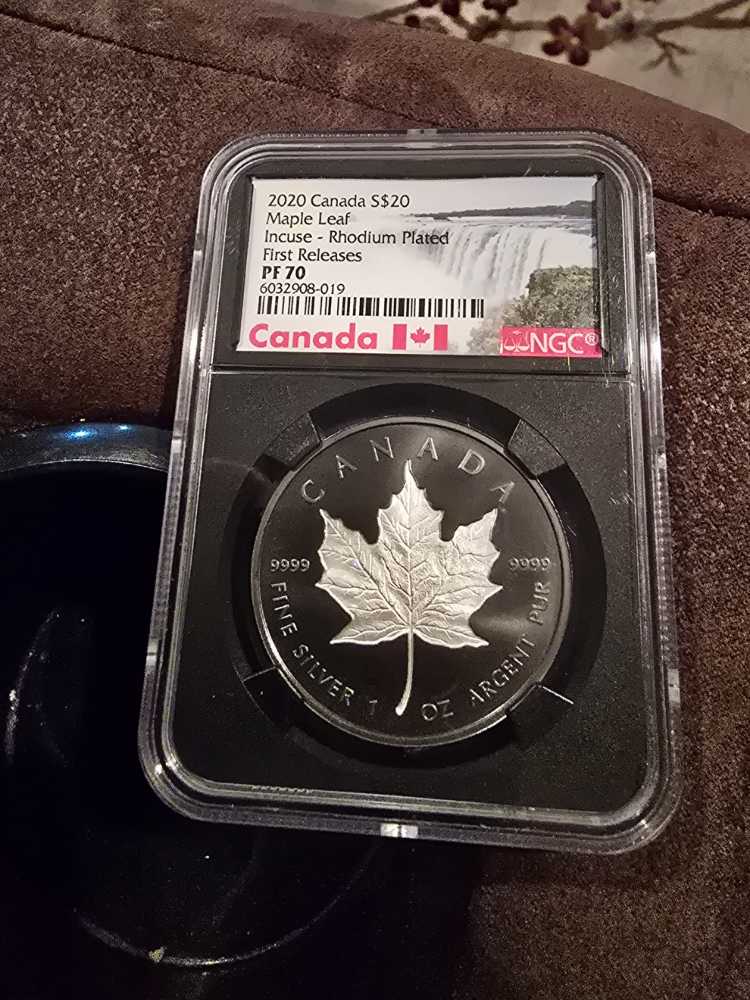 2020 Canada S$20
Maple Leaf
Incuse - Rhodium Plated
First Releases
PF 70
6032908-019
Canada
NGC®
CANADA
9999 9999
FINE SILVER 1 OZ ARGENT PUR